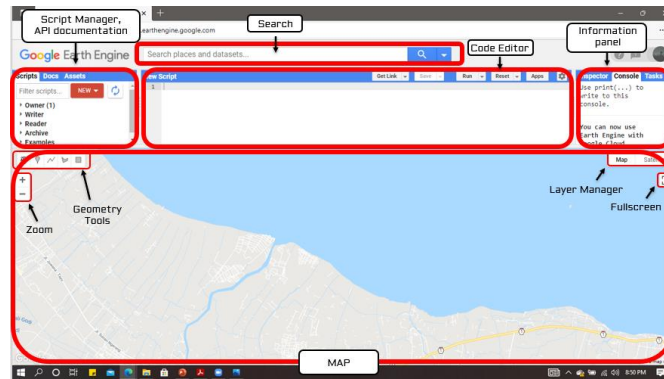 Script Manager,
API documentation
Search
Code Editor
Information
panel
earthengine.google.com
Google Earth Engine
Search places and datasets...
Scripts Docs Assets
New Script
Get Link
Save
Run
Reset
Apps
Inspector Console Tasks
Filter scripts...
NEW
1
Use print(...) to
write to this
console.
Owner (1)
Writer
Reader
Archive
Examples
You can now use
Earth Engine with
Google Cloud
Map
Layer Manager
Fullscreen
Geometry
Tools
Zoom
MAP
8:50 PM